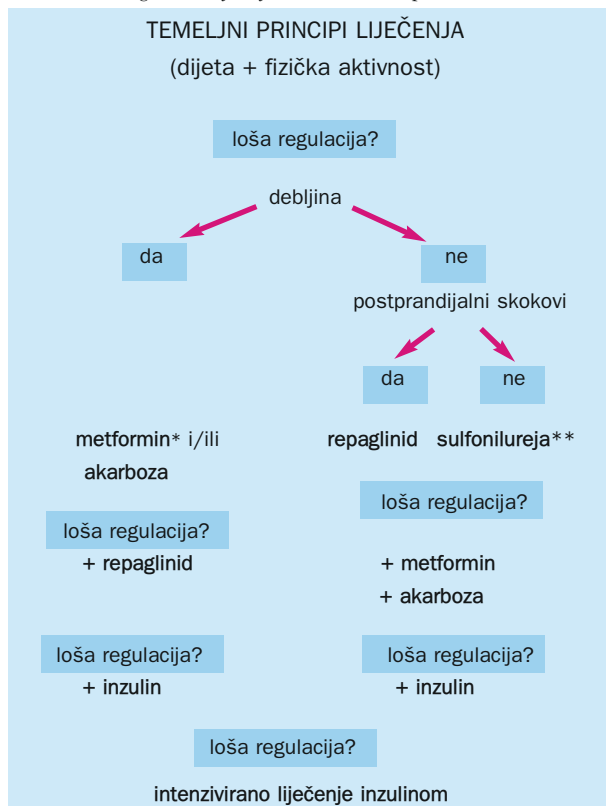 TEMELJNI PRINCIPI LIJEČENJA
(dijeta + fizička aktivnost)
loša regulacija?
debljina
da
ne
postprandijalni skokovi
da
ne
metformin* i/ili
akarboza
repaglinid
sulfonilureja**
loša regulacija?
loša regulacija?
+ repaglinid
+ metformin
+ akarboza
loša regulacija?
loša regulacija?
+ inzulin
+ inzulin
loša regulacija?
intenzivirano liječenje inzulinom